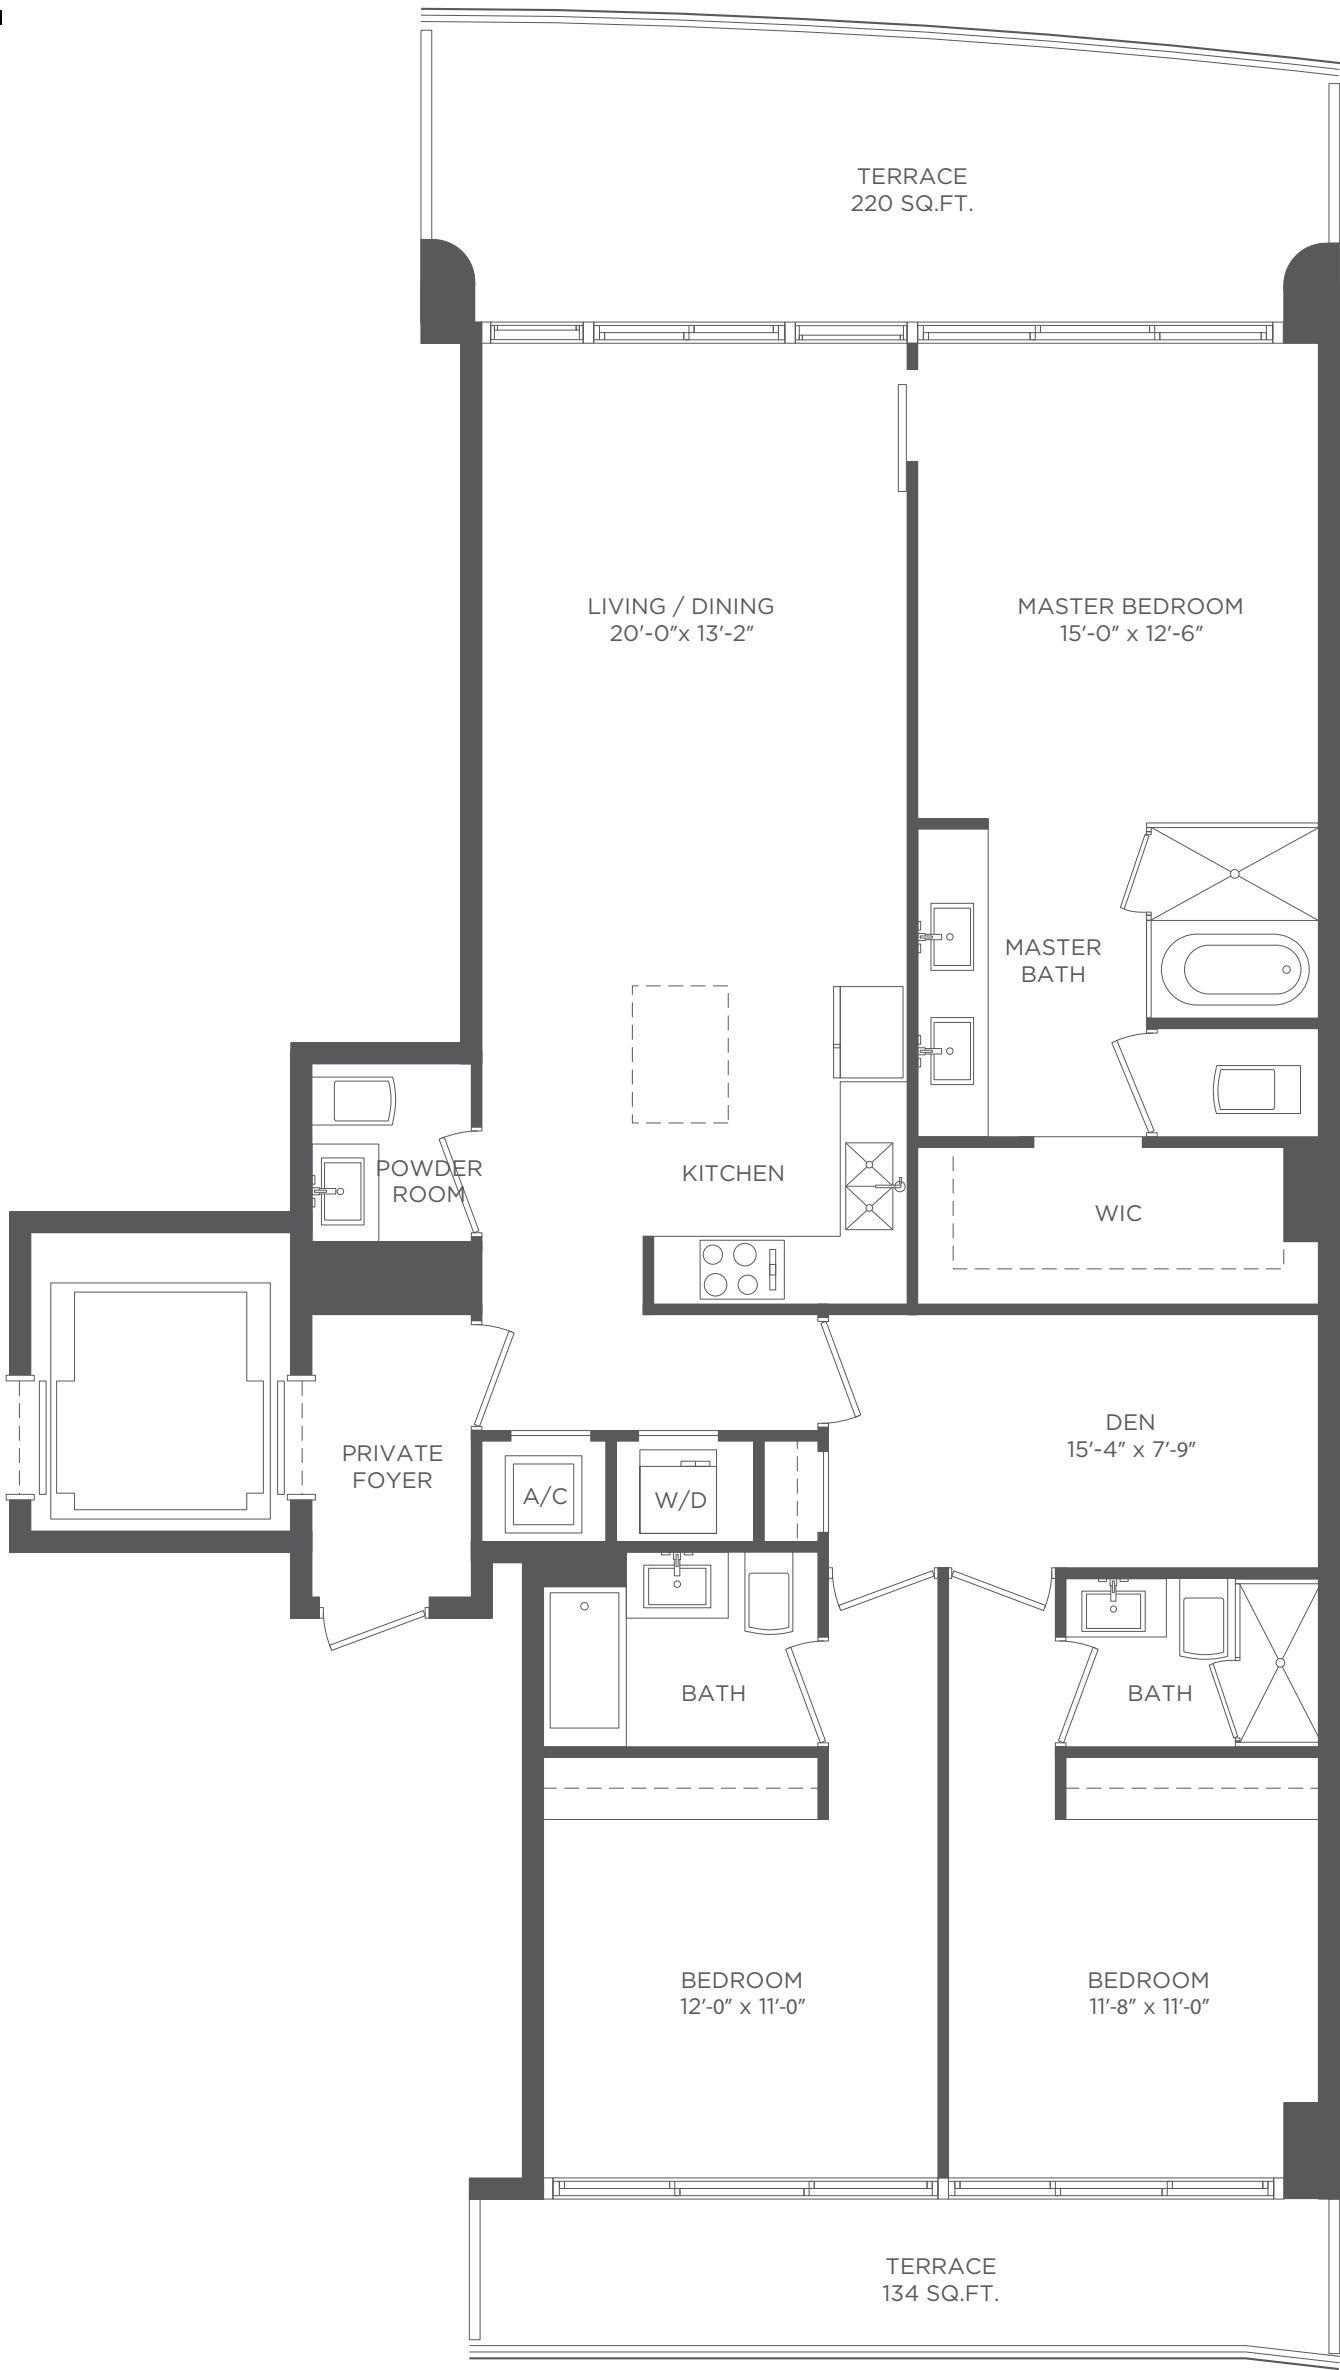 TERRACE
220 SQ.FT.
LIVING / DINING
20'-0"x 13'-2"
MASTER BEDROOM
15'-0" x 12'-6"
MASTER
BATH
POWDER
ROOM
KITCHEN
WIC
PRIVATE
FOYER
A/C
W/D
DEN
15'-4" x 7'-9"
BATH
BATH
BEDROOM
12'-0" x 11'-0"
BEDROOM
11'-8" x 11'-0"
TERRACE
134 SQ.FT.